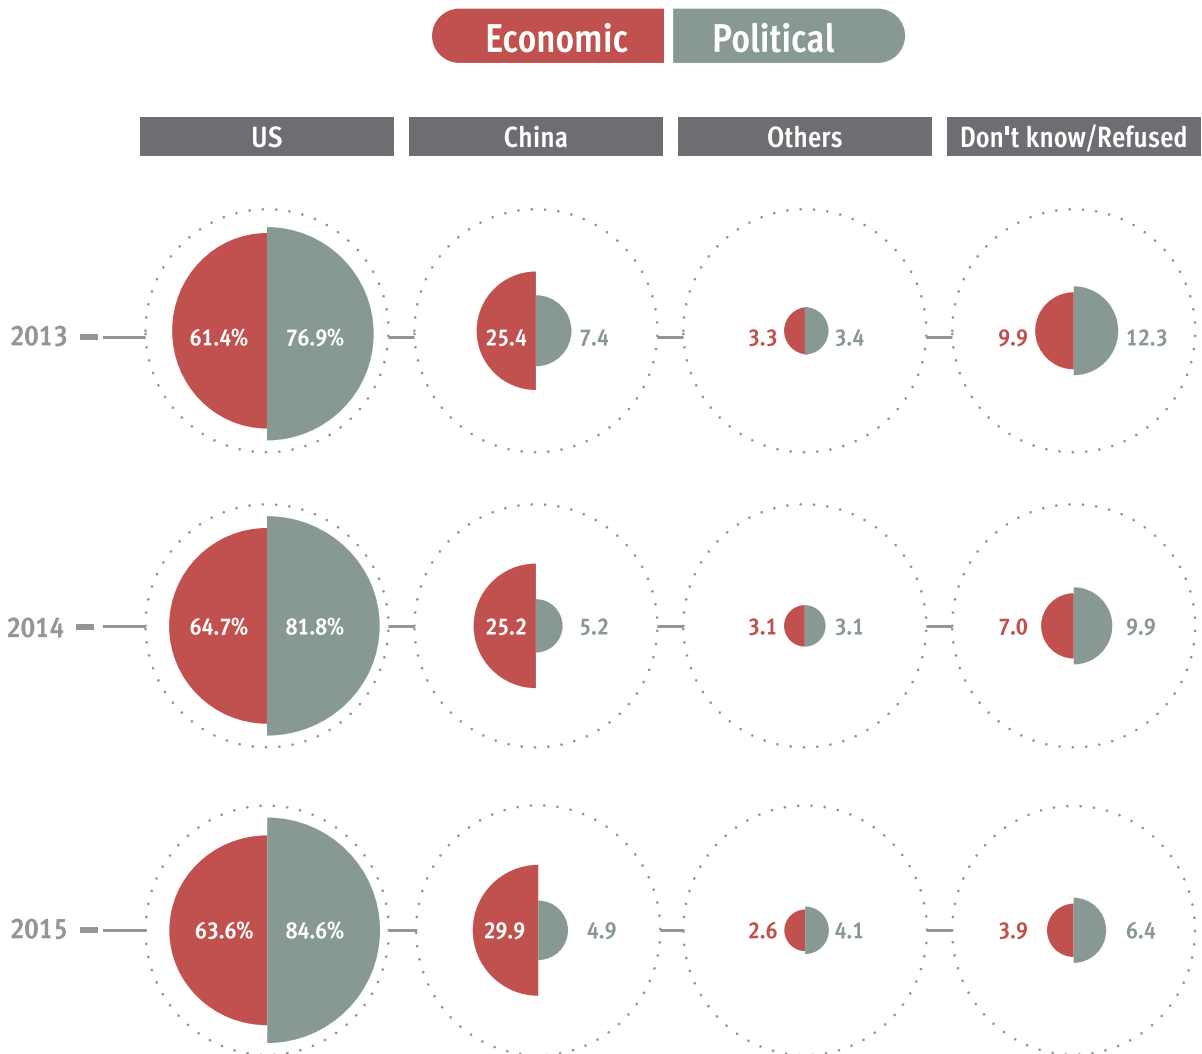 Economic Political
US China Others Don't know/Refused
2013 61.4% 76.9% 25.4 7.4 3.3 3.4 9.9 12.3
2014 64.7% 81.8% 25.2 5.2 3.1 3.1 7.0 9.9
2015 63.6% 84.6% 29.9 4.9 2.6 4.1 3.9 6.4